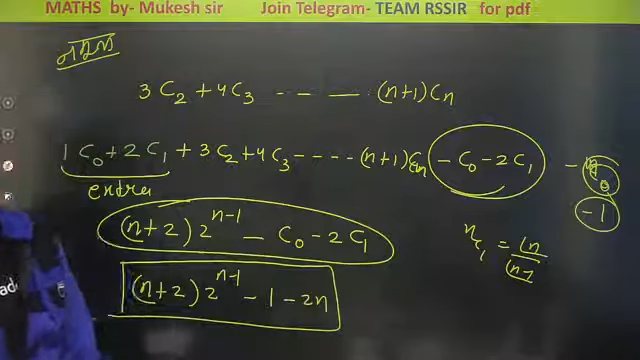 MATHS by- Mukesh sir Join Telegram- TEAM RSSIR for pdf
3C₂ + 4C₃ -- -- — (n+1)Cn
1C₀ + 2C₁ + 3C₂ + 4C₃ ---- (n+1)Cn - C₀ - 2C₁
extra
(n+2) 2ⁿ⁻¹ - C₀ - 2C₁
-1
(n+2) 2ⁿ⁻¹ - 1 - 2n